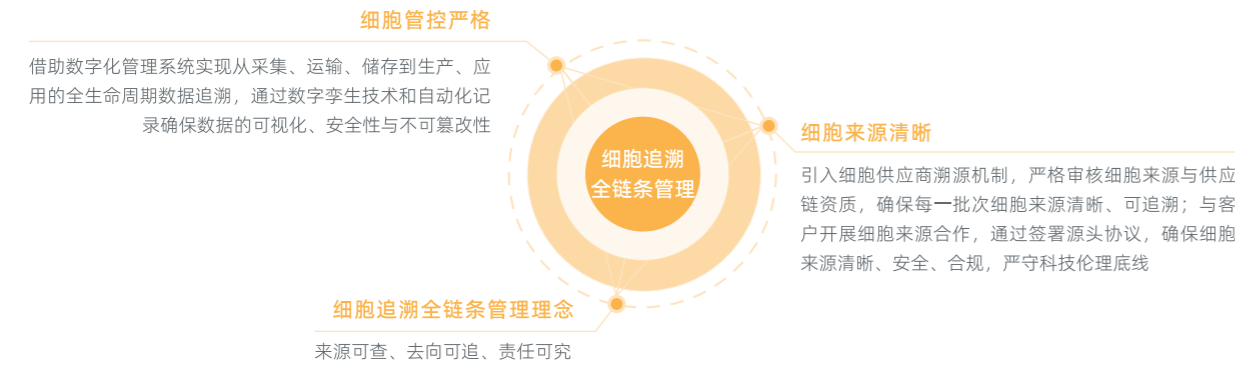 细胞管控严格
借助数字化管理系统实现从采集、运输、储存到生产、应
用的全生命周期数据追溯，通过数字孪生技术和自动化记
录确保数据的可视化、安全性与不可篡改性
细胞追溯
全链条管理
细胞来源清晰
引入细胞供应商溯源机制，严格审核细胞来源与供应
链资质，确保每一批次细胞来源清晰、可追溯；与客
户开展细胞来源合作，通过签署源头协议，确保细胞
来源清晰、安全、合规，严守科技伦理底线
细胞追溯全链条管理理念
来源可查、去向可追、责任可究